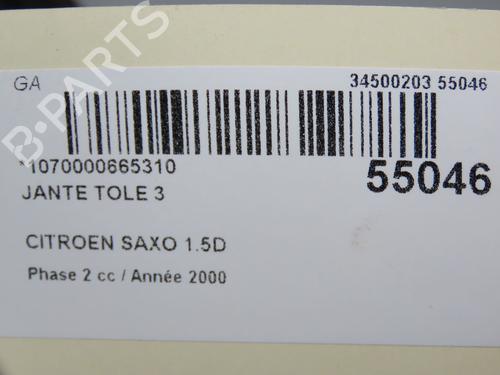 GA 34500203 55046
*1070000665310 55046
JANTE TOLE 3
CITROEN SAXO 1.5D
Phase 2 cc / Année 2000
B-PARTS